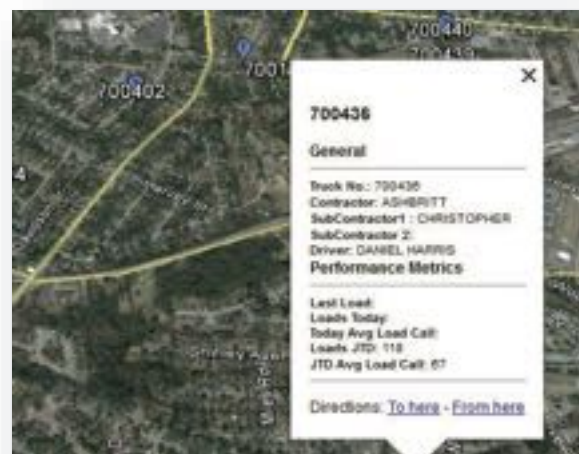 700440
700402
700436
General
Truck No.: 700436
Contractor: ASHBRITT
SubContractor1 : CHRISTOPHER
SubContractor 2:
Driver: DANIEL HARRIS
Performance Metrics
Last Load:
Loads Today:
Today Avg Load Call:
Loads JTD: 118
JTD Avg Load Call: 67
Directions: To here - From here